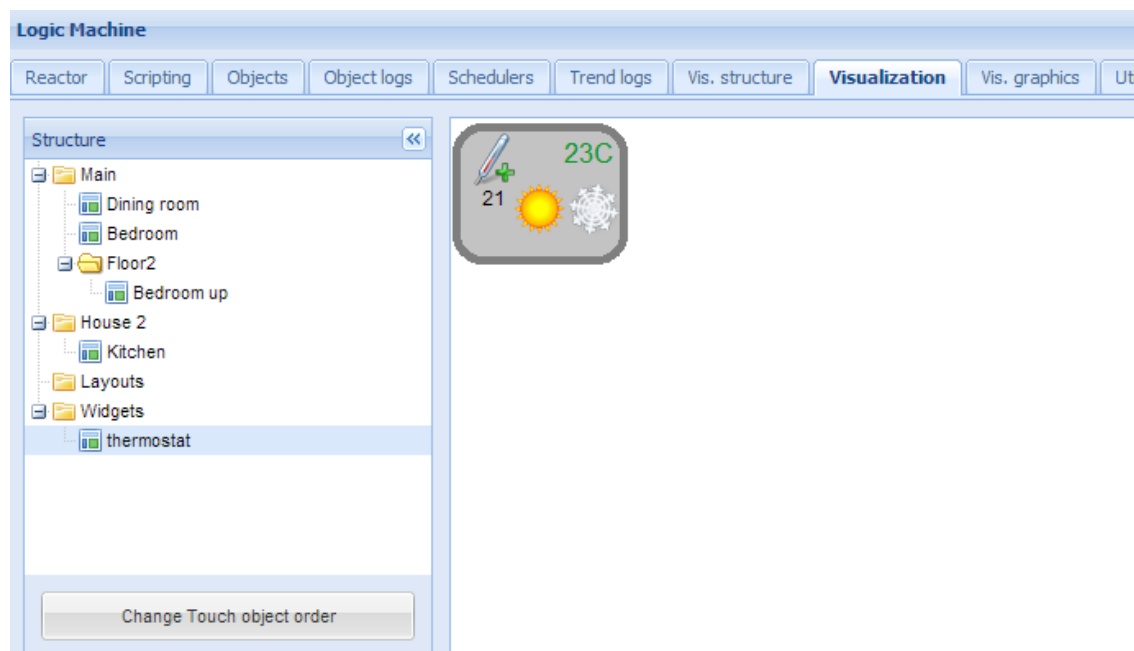 Logic Machine
Reactor Scripting Objects Object logs Schedulers Trend logs Vis. structure Visualization Vis. graphics Ut
Structure
Main
Dining room
Bedroom
Floor2
Bedroom up
House 2
Kitchen
Layouts
Widgets
thermostat
Change Touch object order
23C
21